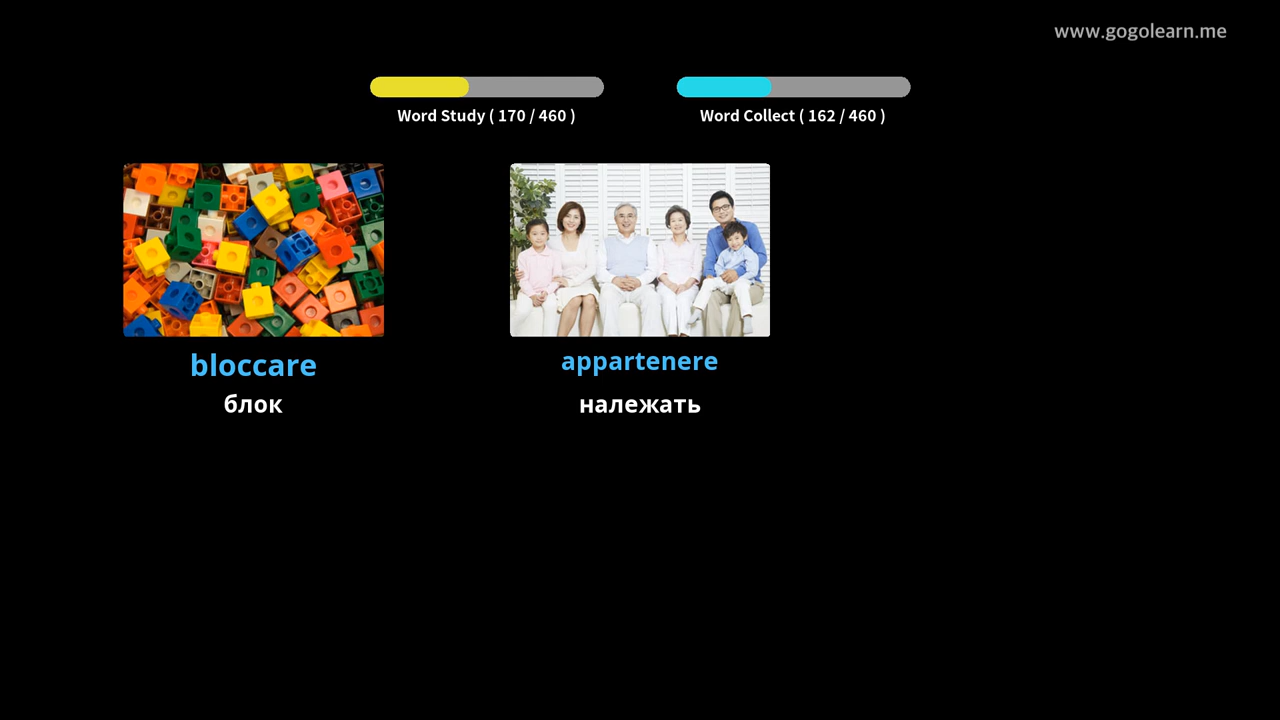 www.gogolearn.me
Word Study ( 170 / 460 )
Word Collect ( 162 / 460 )
bloccare
блок
appartenere
належать